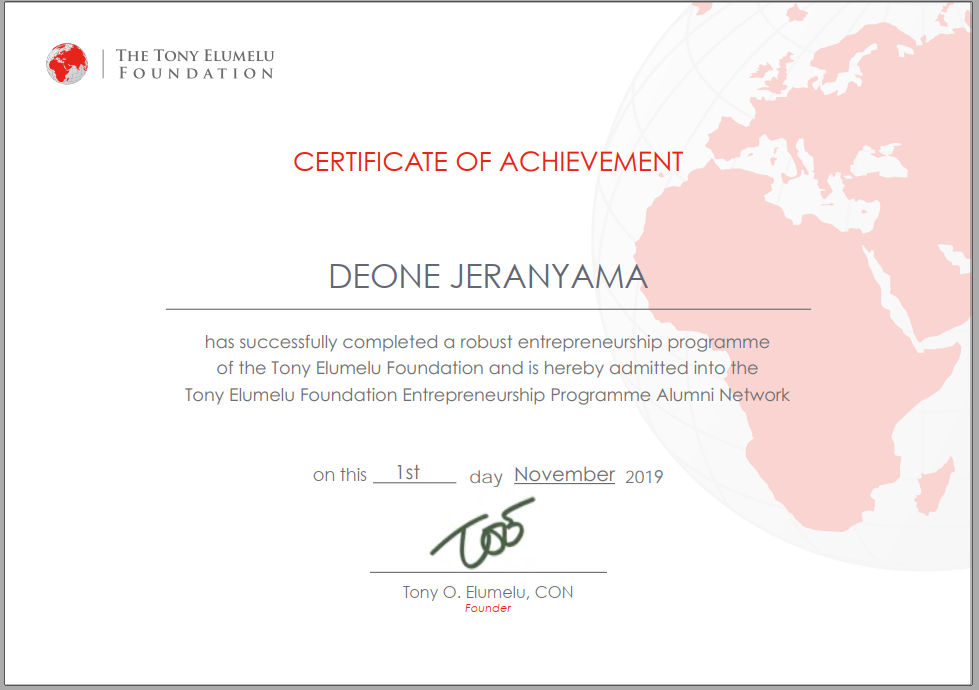 THE TONY ELUMELU
FOUNDATION
CERTIFICATE OF ACHIEVEMENT
DEONE JERANYAMA
has successfully completed a robust entrepreneurship programme
of the Tony Elumelu Foundation and is hereby admitted into the
Tony Elumelu Foundation Entrepreneurship Programme Alumni Network
on this 1st day November 2019
Tony O. Elumelu, CON
Founder